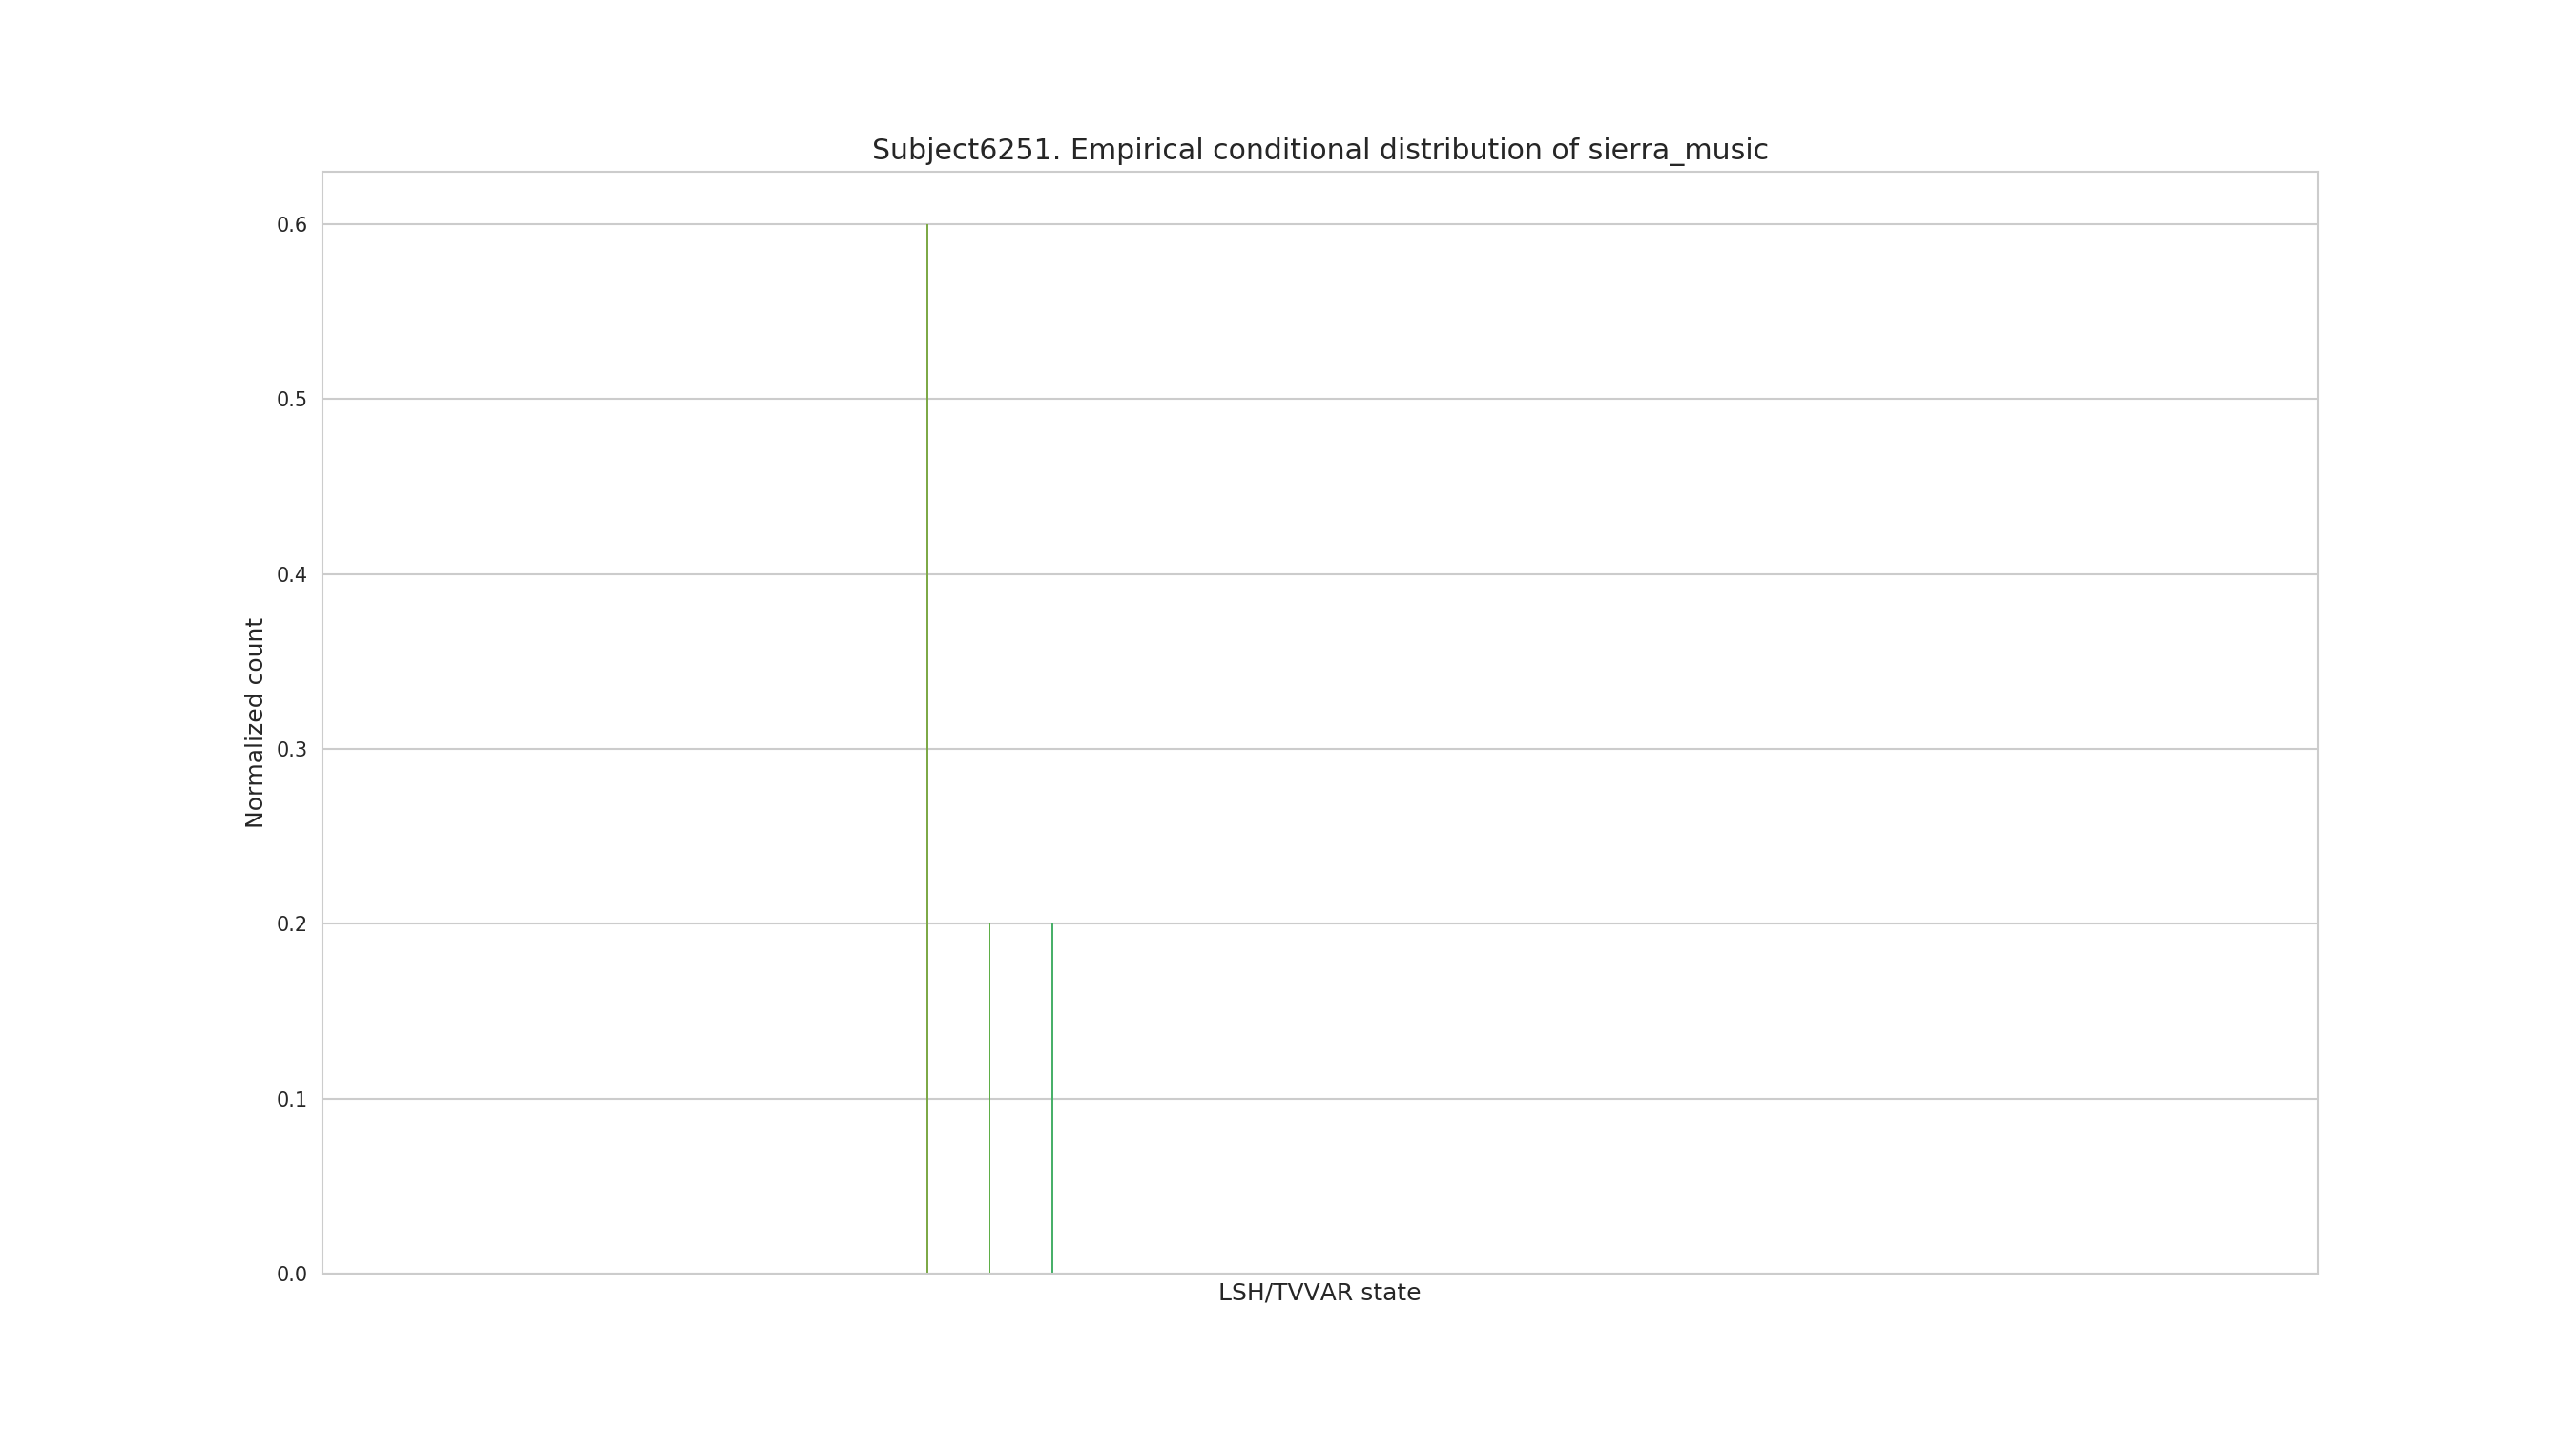 Subject6251. Empirical conditional distribution of sierra_music
0.6
0.5
0.4
0.3
0.2
0.1
0.0
Normalized count
LSH/TVVAR state